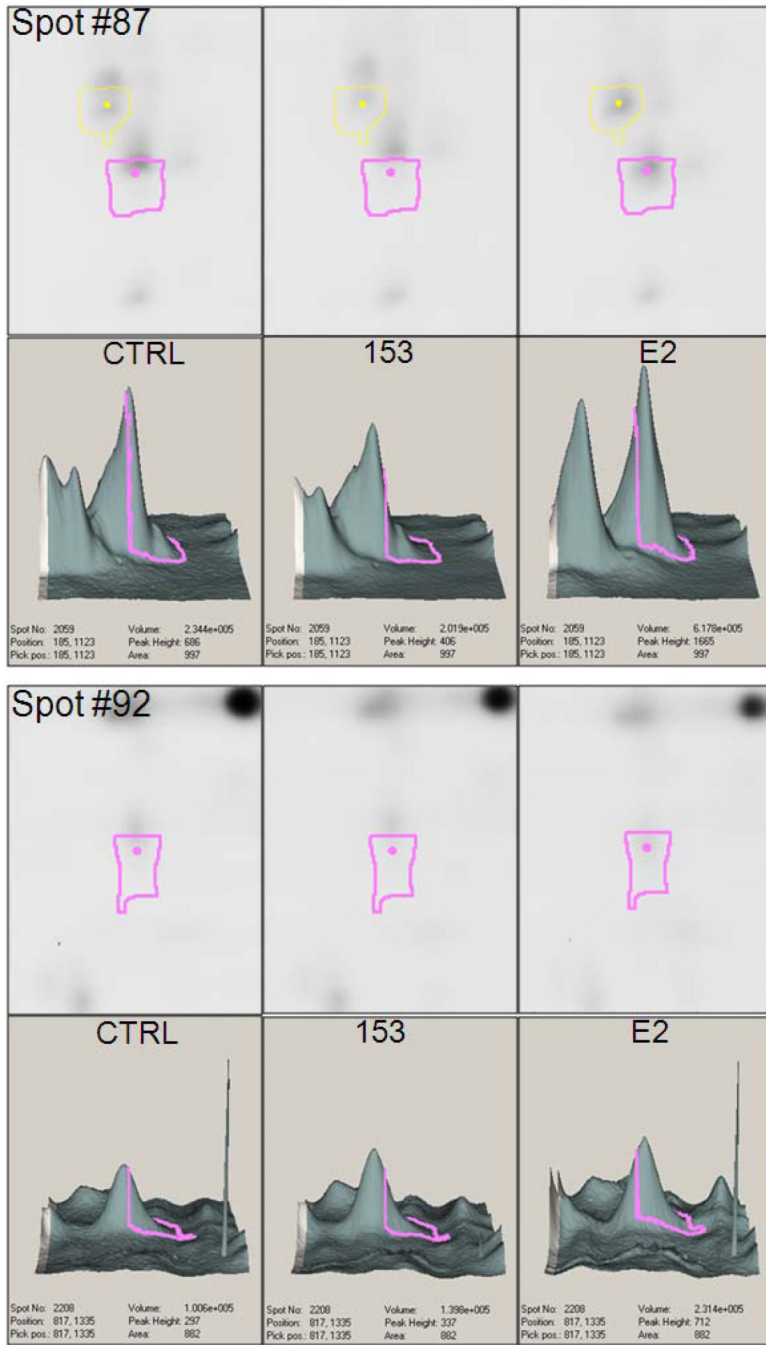 Spot #87
CTRL 153 E2
Spot No: 2059 Volume: 2.344e+005 Spot No: 2059 Volume: 2.019e+005 Spot No: 2059 Volume: 6.178e+005
Position: 185, 1123 Peak Height: 686 Position: 185, 1123 Peak Height: 406 Position: 185, 1123 Peak Height: 1665
Pick pos.: 185, 1123 Area: 997 Pick pos.: 185, 1123 Area: 997 Pick pos.: 185, 1123 Area: 997
Spot #92
CTRL 153 E2
Spot No: 2208 Volume: 1.006e+005 Spot No: 2208 Volume: 1.398e+005 Spot No: 2208 Volume: 2.314e+005
Position: 817, 1335 Peak Height: 297 Position: 817, 1335 Peak Height: 337 Position: 817, 1335 Peak Height: 712
Pick pos.: 817, 1335 Area: 882 Pick pos.: 817, 1335 Area: 882 Pick pos.: 817, 1335 Area: 882